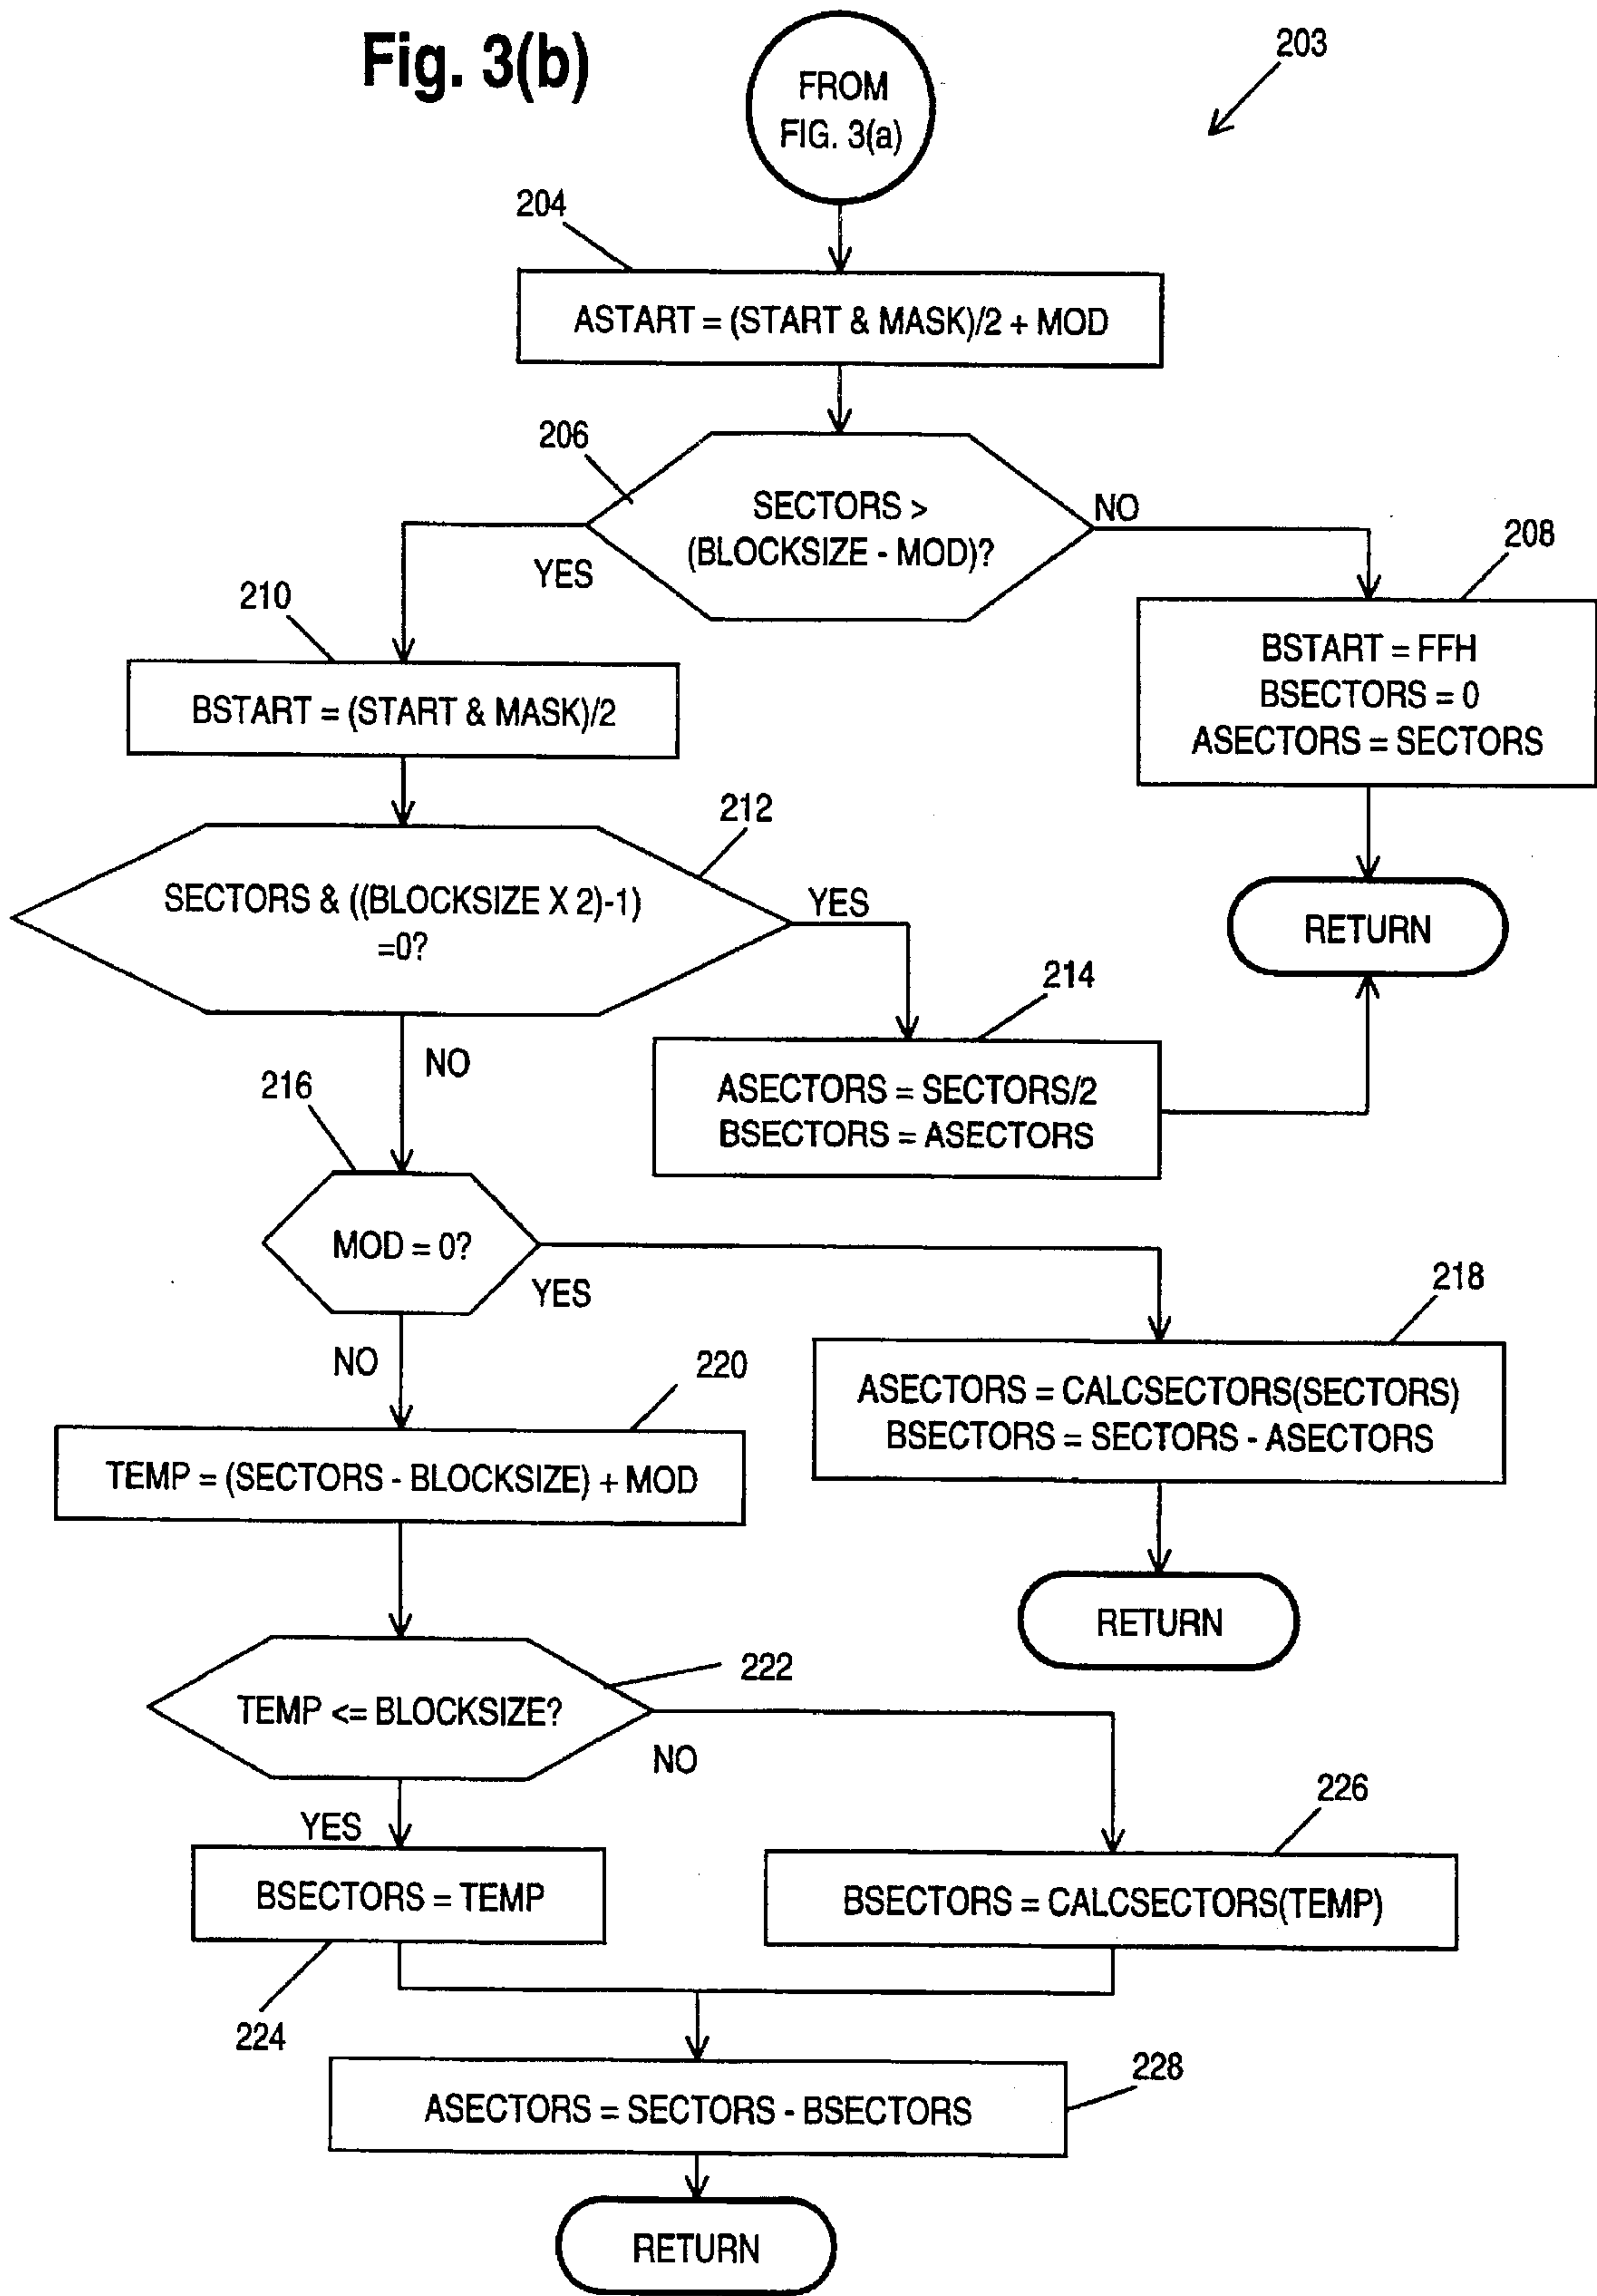 Fig. 3(b)
203
FROM
FIG. 3(a)
204
ASTART = (START & MASK)/2 + MOD
206
SECTORS >
(BLOCKSIZE - MOD)?
NO
YES
208
BSTART = FFH
BSECTORS = 0
ASECTORS = SECTORS
210
BSTART = (START & MASK)/2
212
SECTORS & ((BLOCKSIZE X 2)-1)
=0?
YES
RETURN
214
NO
ASECTORS = SECTORS/2
BSECTORS = ASECTORS
216
MOD = 0?
YES
218
NO
220
ASECTORS = CALCSECTORS(SECTORS)
BSECTORS = SECTORS - ASECTORS
TEMP = (SECTORS - BLOCKSIZE) + MOD
RETURN
222
TEMP <= BLOCKSIZE?
NO
YES
226
BSECTORS = TEMP
BSECTORS = CALCSECTORS(TEMP)
224
228
ASECTORS = SECTORS - BSECTORS
RETURN